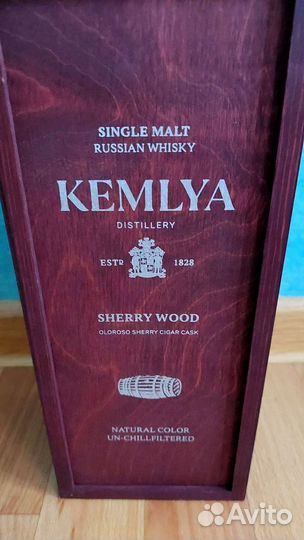 SINGLE MALT
RUSSIAN WHISKY
KEMLYA
DISTILLERY
ESTD 1828
SHERRY WOOD
OLOROSO SHERRY CIGAR CASK
NATURAL COLOR
UN-CHILLFILTERED
Avito